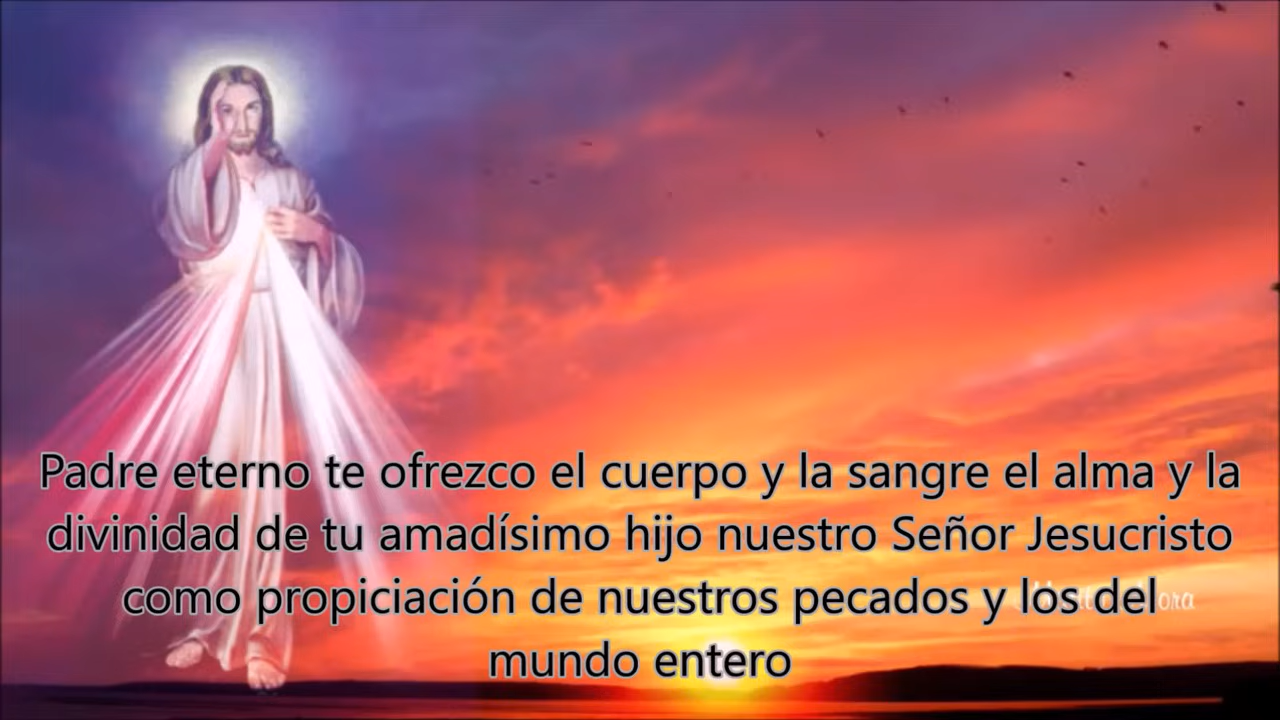 Padre eterno te ofrezco el cuerpo y la sangre el alma y la
divinidad de tu amadísimo hijo nuestro Señor Jesucristo
como propiciación de nuestros pecados y los del
mundo entero